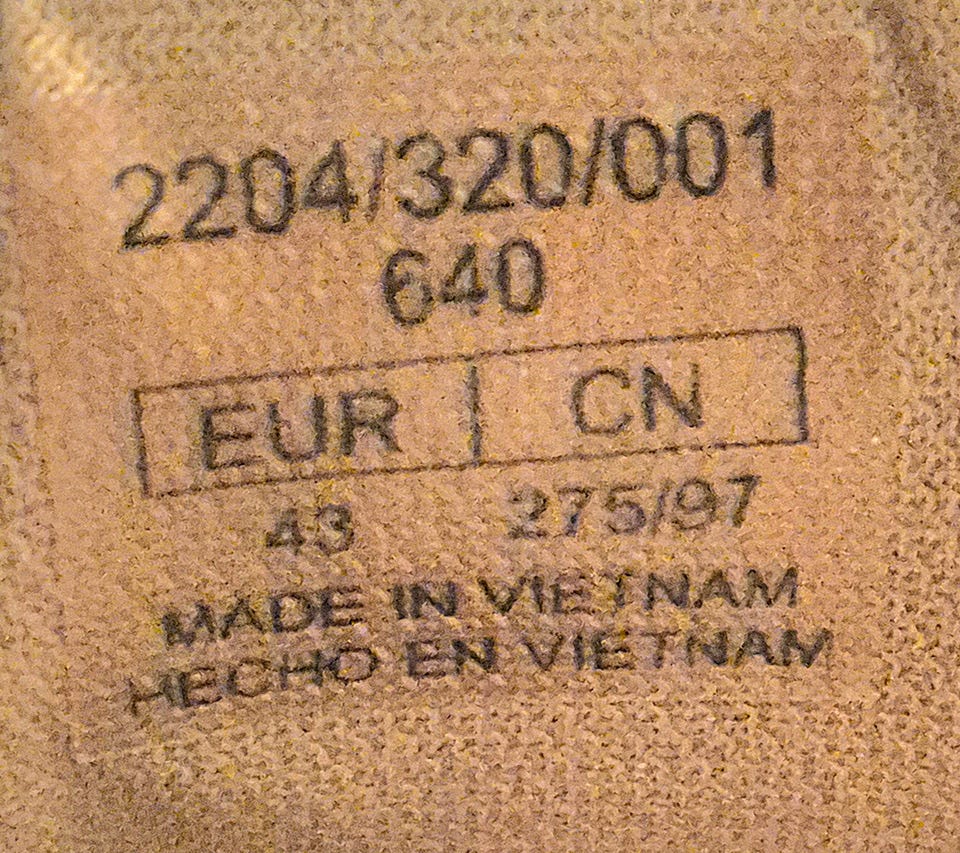 2204/320/001
640
EUR CN
43 275/97
MADE IN VIETNAM
HECHO EN VIETNAM